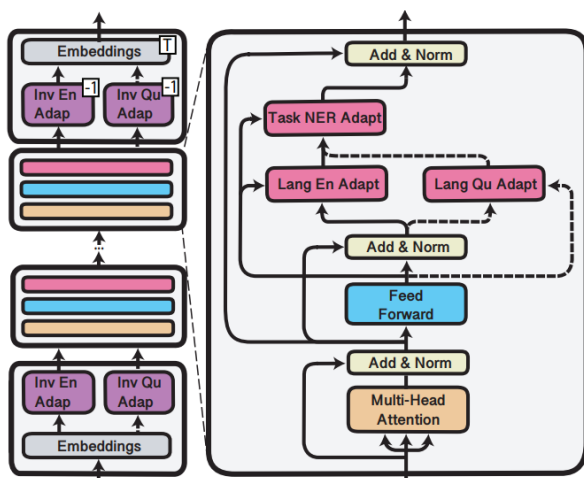 Embeddings
T
Inv En
Adap
-1
Inv Qu
Adap
-1
...
Inv En
Adap
Inv Qu
Adap
Embeddings
Add & Norm
Task NER Adapt
Lang En Adapt
Lang Qu Adapt
Add & Norm
Feed
Forward
Add & Norm
Multi-Head
Attention